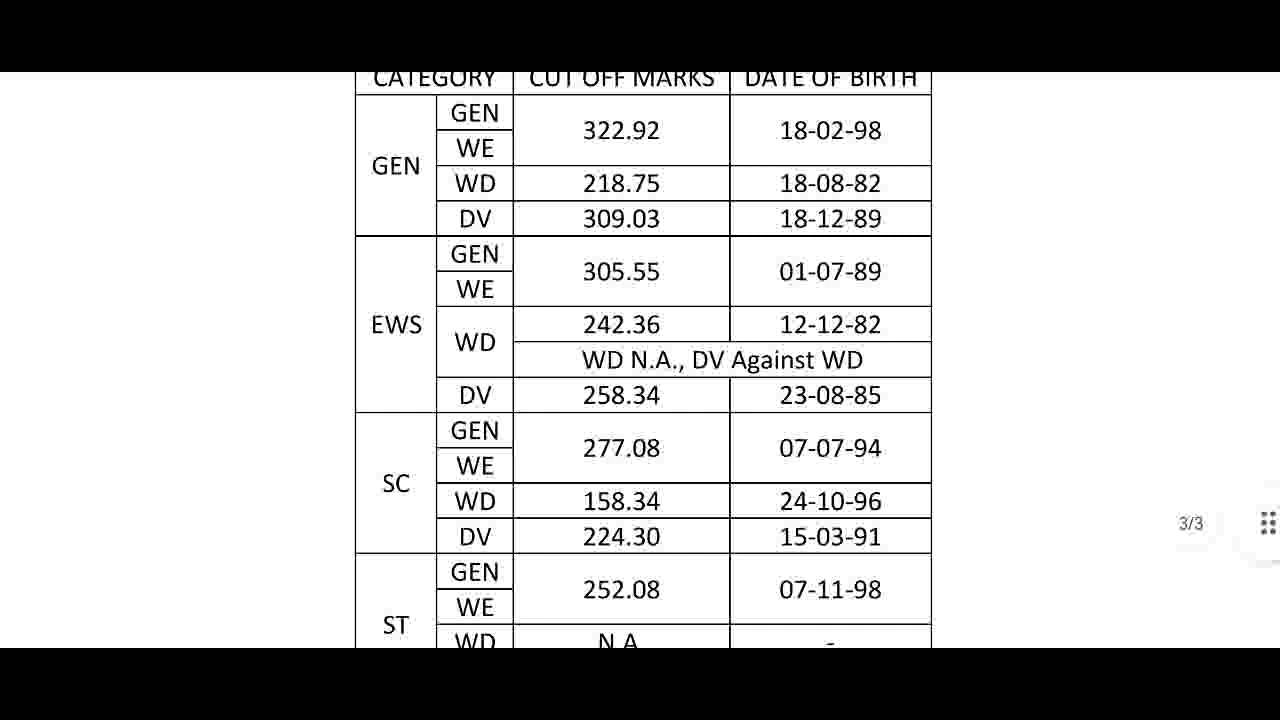 CATEGORY CUT OFF MARKS DATE OF BIRTH
GEN GEN 322.92 18-02-98
WE
WD 218.75 18-08-82
DV 309.03 18-12-89
EWS GEN 305.55 01-07-89
WE
WD 242.36 12-12-82
WD N.A., DV Against WD
DV 258.34 23-08-85
SC GEN 277.08 07-07-94
WE
WD 158.34 24-10-96
DV 224.30 15-03-91
ST GEN 252.08 07-11-98
WE
WD N.A -
3/3